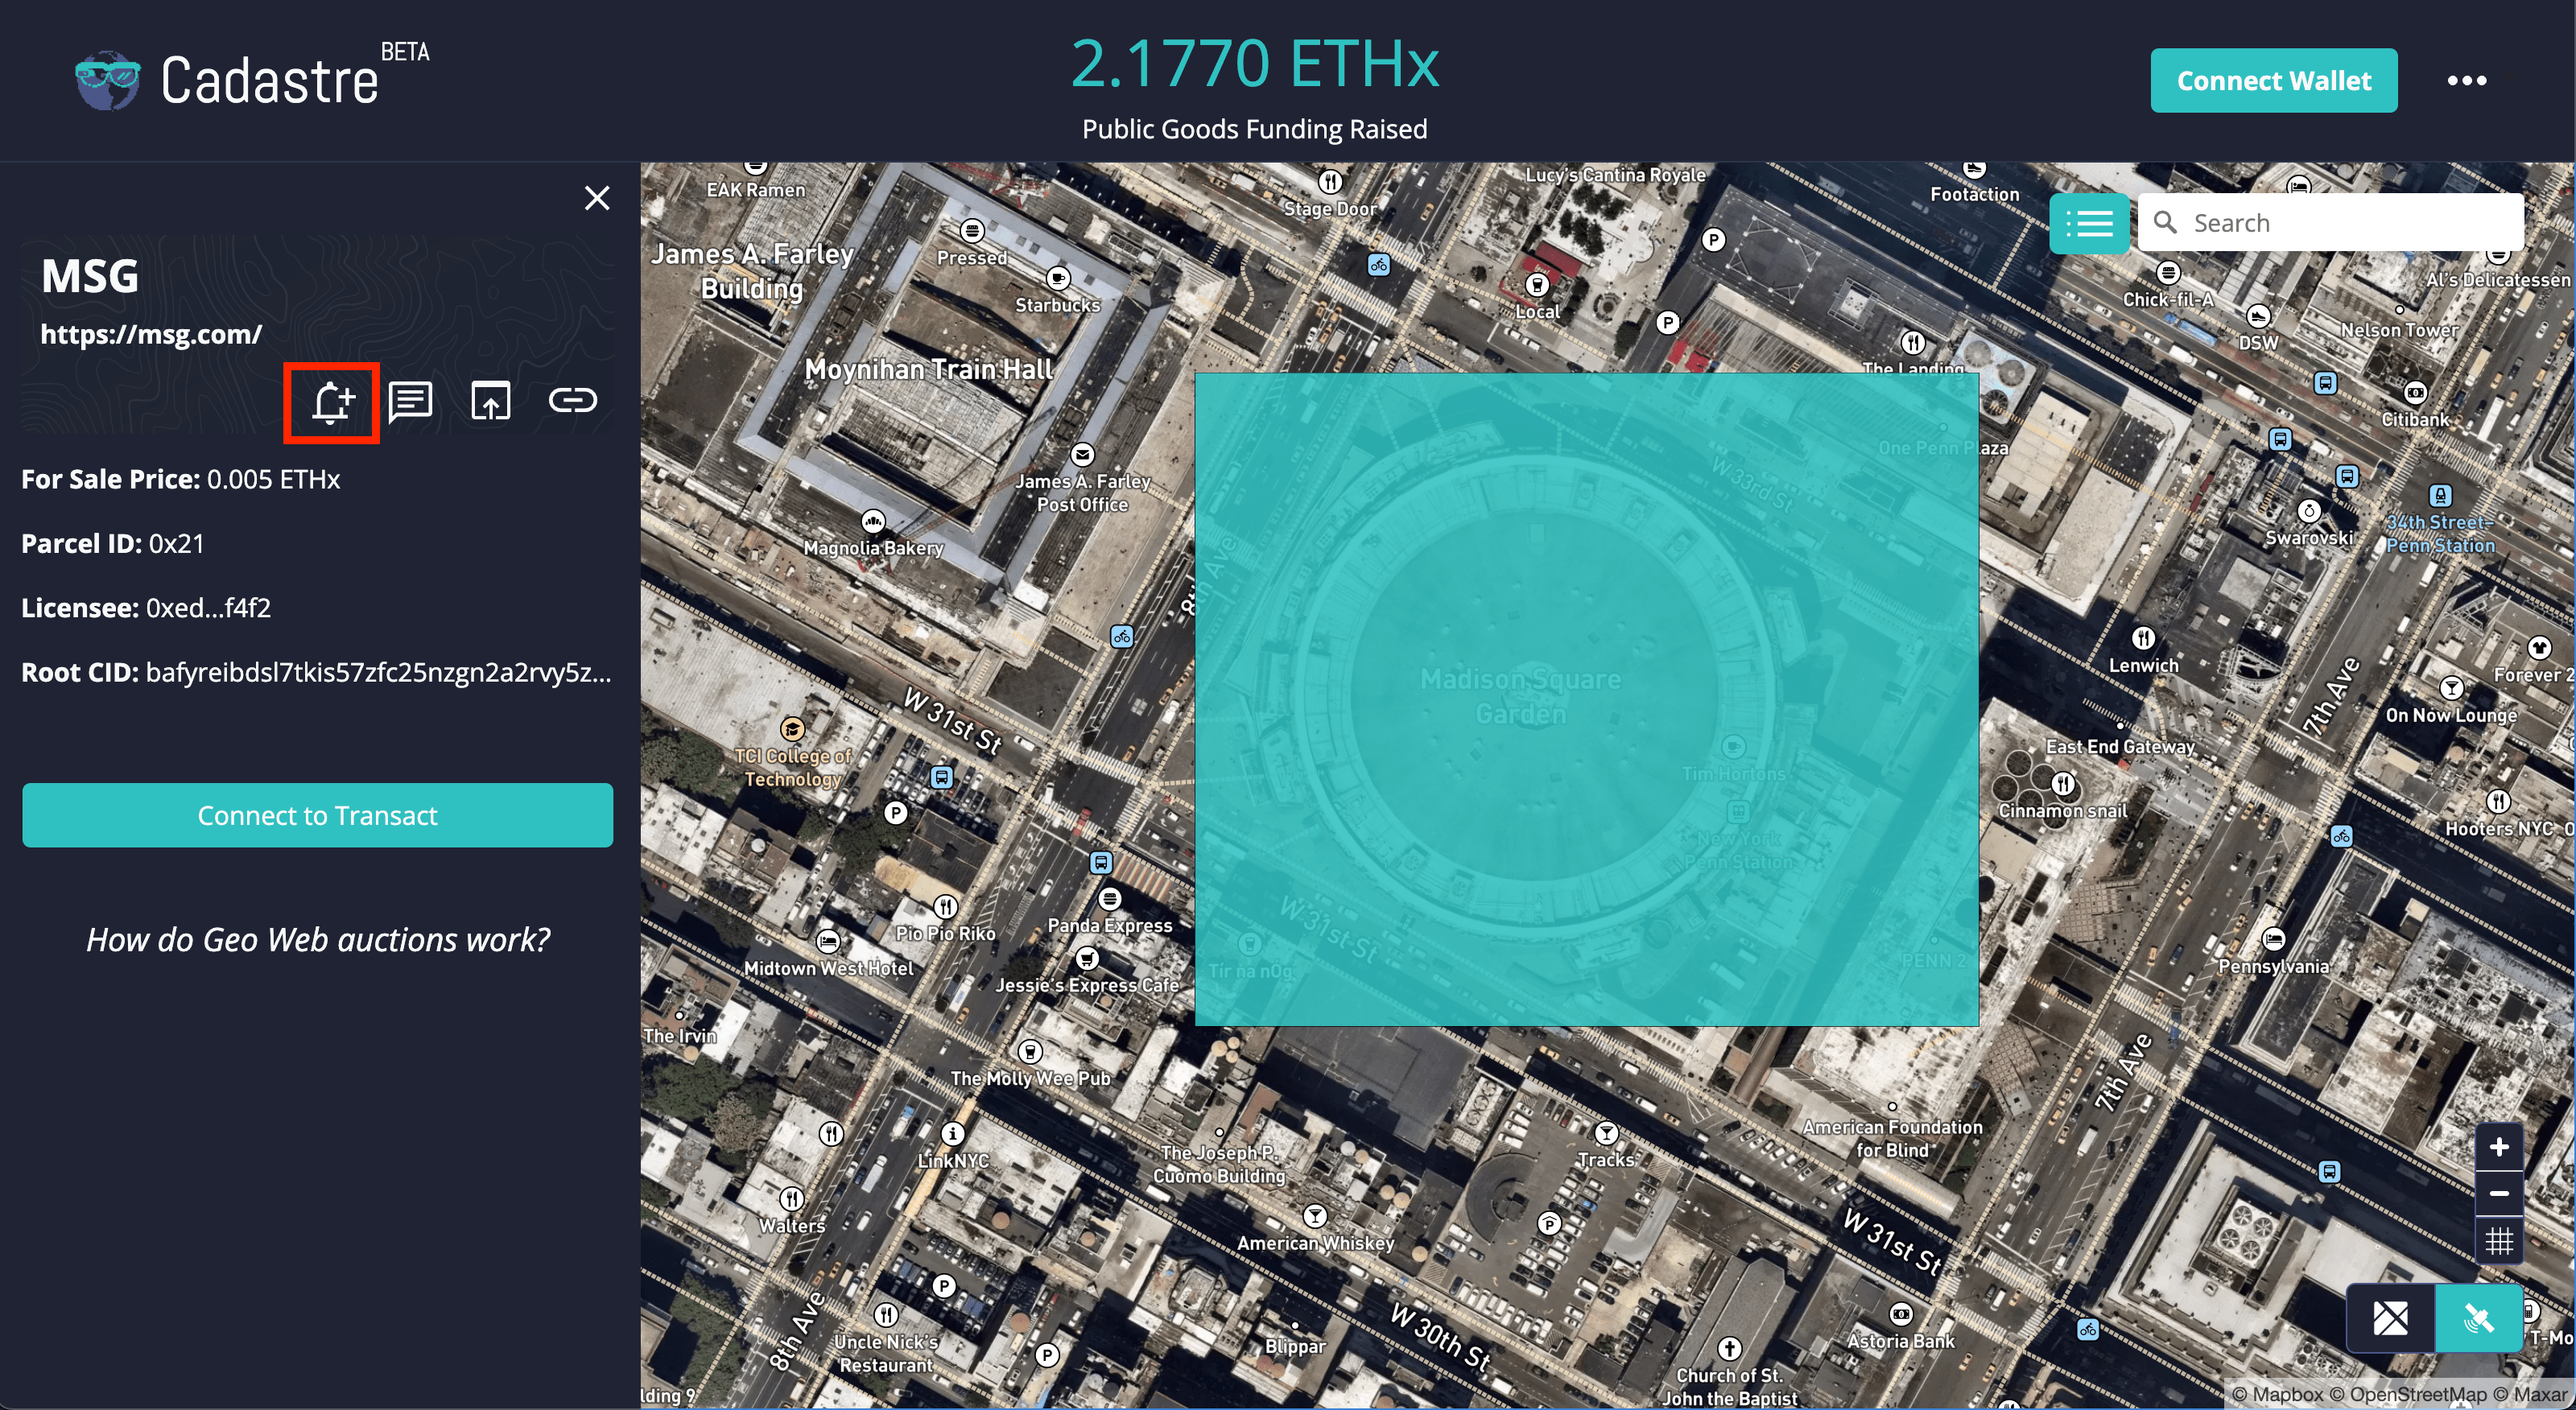 Cadastre BETA
2.1770 ETHx
Public Goods Funding Raised
Connect Wallet
MSG
https://msg.com/
For Sale Price: 0.005 ETHx
Parcel ID: 0x21
Licensee: 0xed...f4f2
Root CID: bafyreibdsl7tkis57zfc25nzgn2a2rvy5z...
Connect to Transact
How do Geo Web auctions work?
Search
EAK Ramen
Stage Door
Lucy's Cantina Royale
Footaction
James A. Farley
Building
Pressed
Starbucks
Local
Chick-fil-A
Al's Delicatessen
Nelson Tower
DSW
Moynihan Train Hall
The Landing
Citibank
One Penn Plaza
W 33rd St
James A. Farley
Post Office
Magnolia Bakery
8th Ave
34th Street–
Penn Station
Swarovski
Lenwich
Forever 2
7th Ave
On Now Lounge
Madison Square
Garden
W 31st St
TCI College of
Technology
East End Gateway
Tim Hortons
Cinnamon snail
New York
Penn Station
Hooters NYC
Panda Express
Pio Pio Riko
W 31st St
Midtown West Hotel
Jessie's Express Cafe
Tír na nÓg
PENN 2
Pennsylvania
The Irvin
The Molly Wee Pub
7th Ave
American Foundation
for Blind
LinkNYC
The Joseph P.
Cuomo Building
Tracks
Walters
American Whiskey
W 31st St
8th Ave
Uncle Nick's
Restaurant
Blippar
W 30th St
Astoria Bank
T-Mo
Church of St.
John the Baptist
lding 9
© Mapbox © OpenStreetMap © Maxar